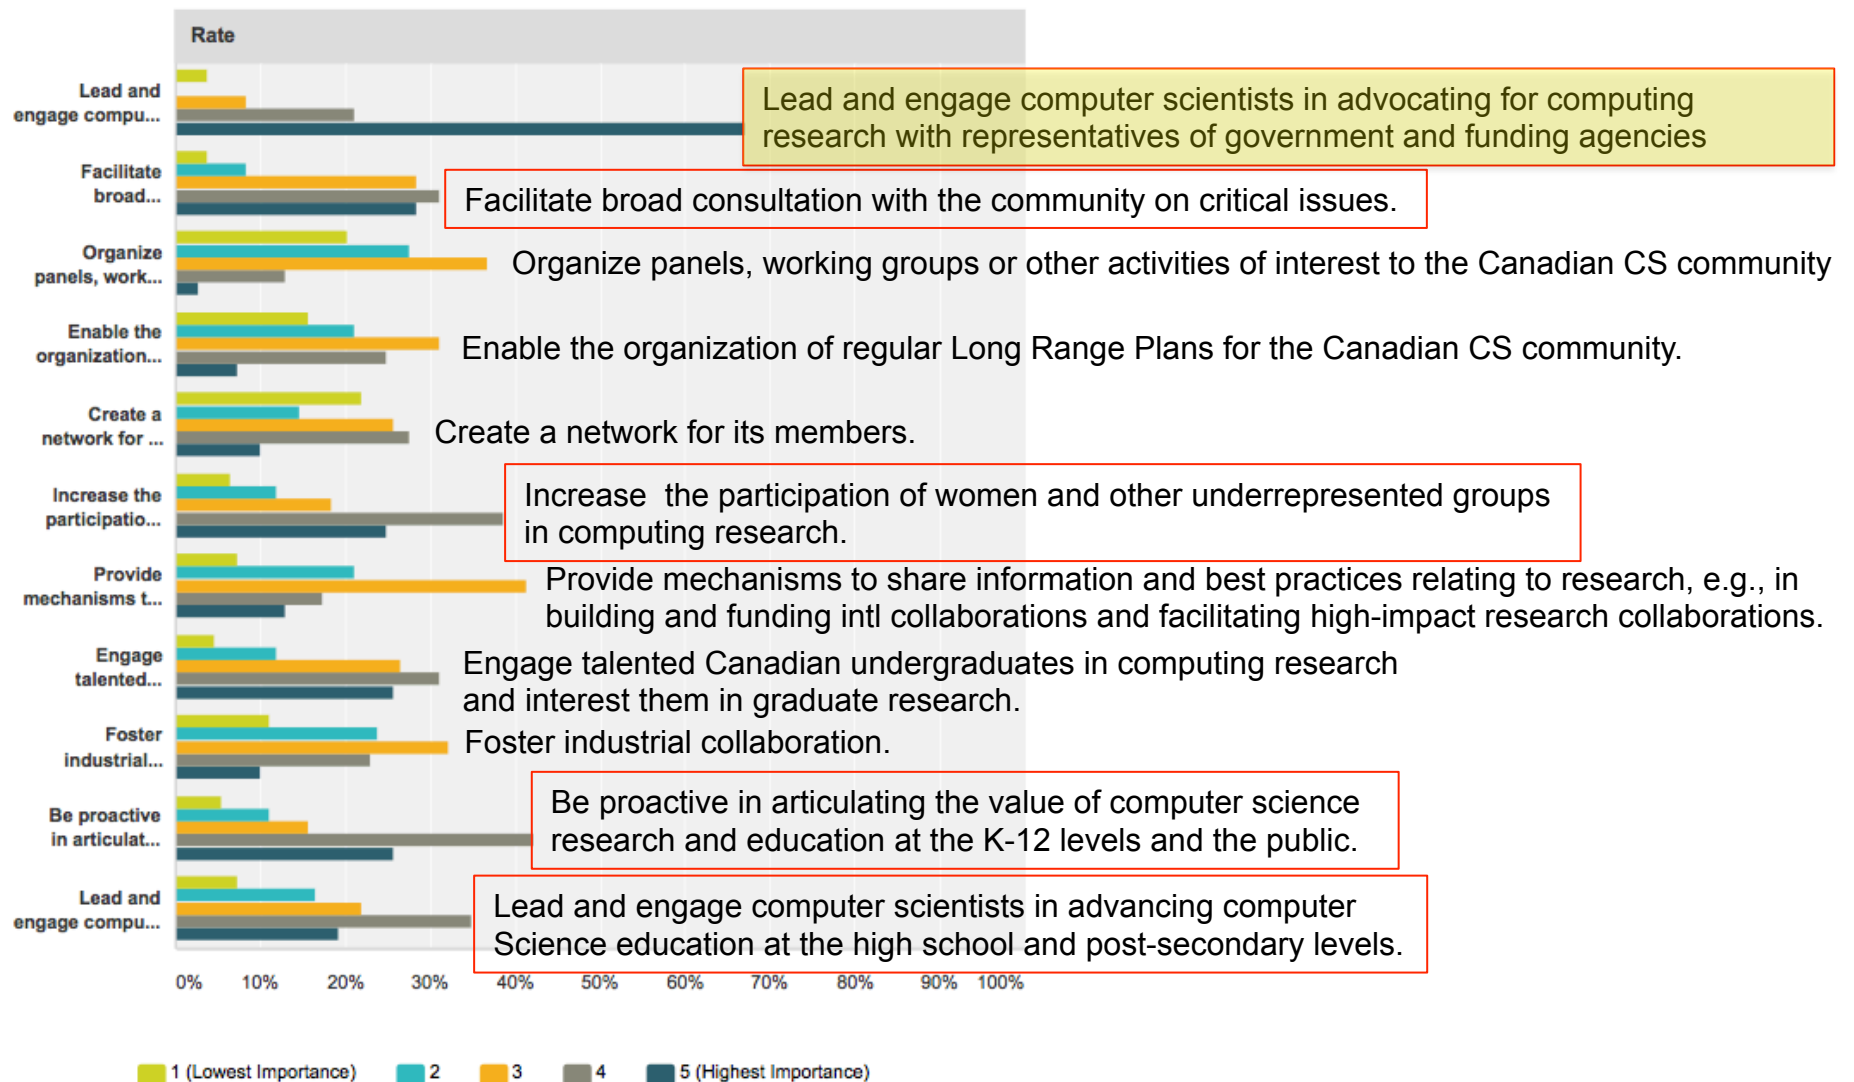 Rate
Lead and
engage compu...
Lead and engage computer scientists in advocating for computing
research with representatives of government and funding agencies
Facilitate
broad...
Facilitate broad consultation with the community on critical issues.
Organize
panels, work...
Organize panels, working groups or other activities of interest to the Canadian CS community
Enable the
organization...
Enable the organization of regular Long Range Plans for the Canadian CS community.
Create a
network for ...
Create a network for its members.
Increase the
participatio...
Increase  the participation of women and other underrepresented groups
in computing research.
Provide
mechanisms t...
Provide mechanisms to share information and best practices relating to research, e.g., in
building and funding intl collaborations and facilitating high-impact research collaborations.
Engage
talented...
Engage talented Canadian undergraduates in computing research
and interest them in graduate research.
Foster
industrial...
Foster industrial collaboration.
Be proactive
in articulat...
Be proactive in articulating the value of computer science
research and education at the K-12 levels and the public.
Lead and
engage compu...
Lead and engage computer scientists in advancing computer
Science education at the high school and post-secondary levels.
0% 10% 20% 30% 40% 50% 60% 70% 80% 90% 100%
1 (Lowest Importance) 2 3 4 5 (Highest Importance)